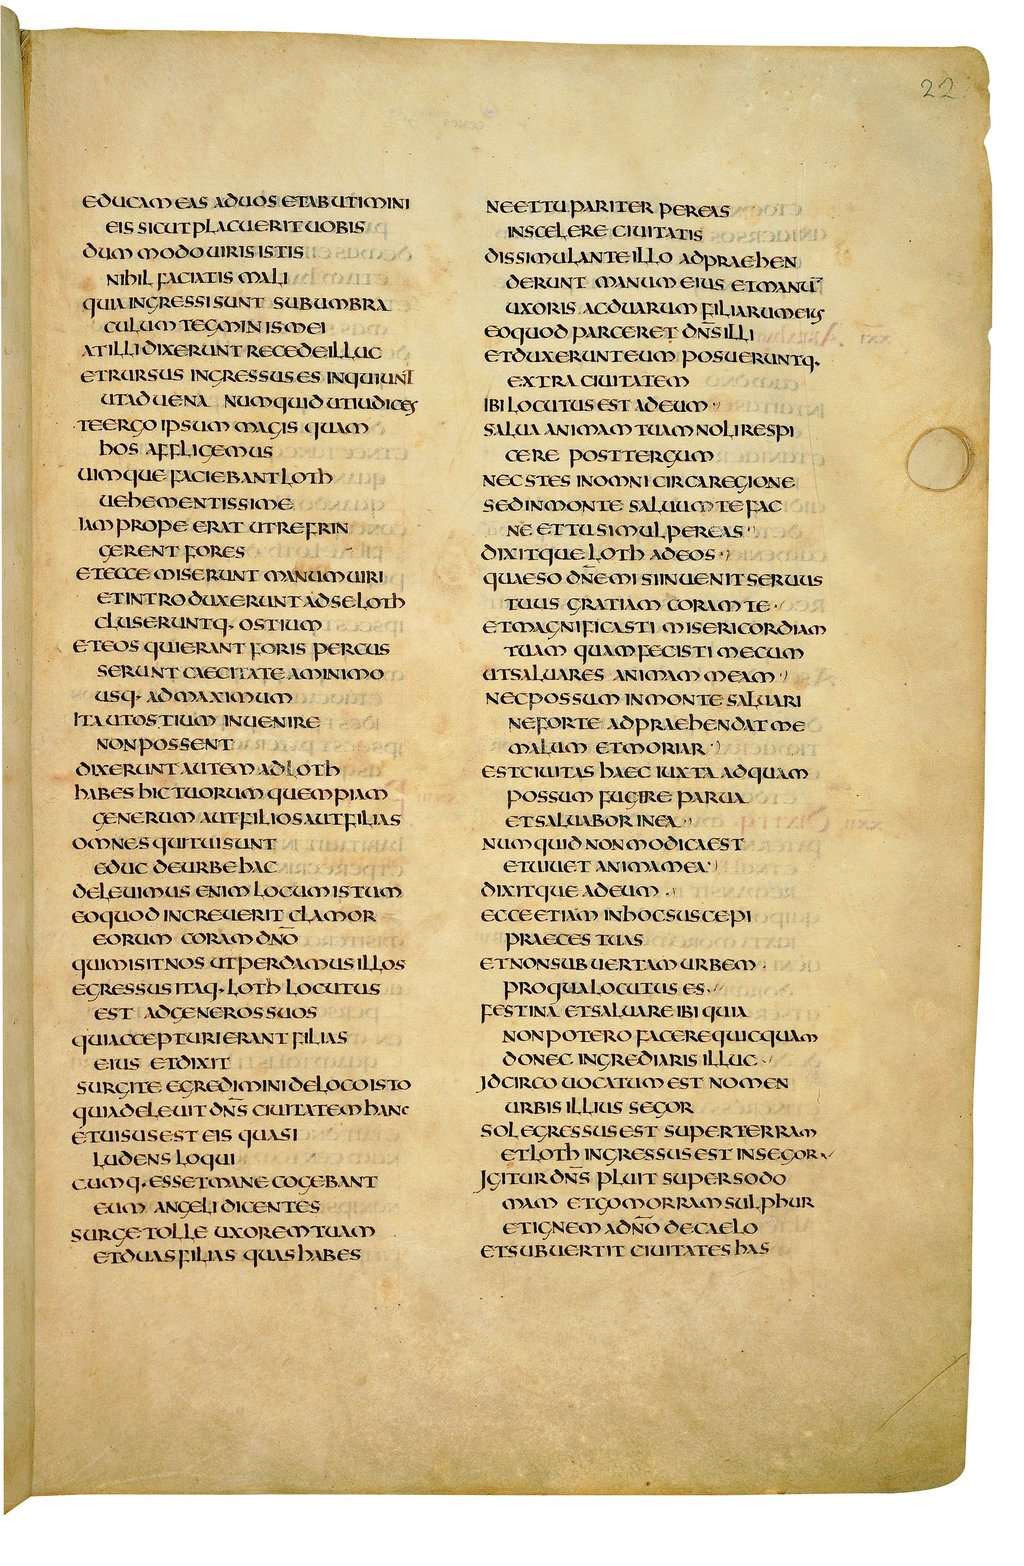 22
EDUCAM EAS AD UOS ET ABUTIMINI
EIS SICUT PLACUERIT UOBIS
DUM MODO UIRIS ISTIS
NIHIL FACIATIS MALI
QUIA INGRESSI SUNT SUB UMBRA
CULUM TEGMINIS MEI
AT ILLI DIXERUNT RECEDE ILLUC
ET RURSUS INGRESSUS ES INQUIUNT
UT ADUENA NUMQUID UT IUDICES
TE ERGO IPSUM MAGIS QUAM
HOS AFFLIGEMUS
UIMQUE FACIEBANT LOTH
UEHEMENTISSIME
IAM PROPE ERAT UT REFRIN
GERENT FORES
ET ECCE MISERUNT MANUM UIRI
ET INTRODUXERUNT AD SE LOTH
CLUSERUNTQ· OSTIUM
ET EOS QUI ERANT FORIS PERCUS
SERUNT CAECITATE A MINIMO
USQ· AD MAXIMUM
ITA UT OSTIUM INUENIRE
NON POSSENT
DIXERUNT AUTEM AD LOTH
HABES HIC TUORUM QUEMPIAM
GENERUM AUT FILIOS AUT FILIAS
OMNES QUI TUI SUNT
EDUC DE URBE HAC
DELEUIMUS ENIM LOCUM ISTUM
EO QUOD INCREUERIT CLAMOR
EORUM CORAM DN̄O
QUI MISIT NOS UT PERDAMUS ILLOS
EGRESSUS ITAQ· LOTH LOCUTUS
EST AD GENEROS SUOS
QUI ACCEPTURI ERANT FILIAS
EIUS ET DIXIT
SURGITE EGREDIMINI DE LOCO ISTO
QUIA DELEUIT DN̄S CIUITATEM HANC
ET UISUS EST EIS QUASI
LUDENS LOQUI
CUMQ· ESSET MANE COGEBANT
EUM ANGELI DICENTES
SURGE TOLLE UXOREM TUAM
ET DUAS FILIAS QUAS HABES
NE ET TU PARITER PEREAS
IN SCELERE CIUITATIS
DISSIMULANTE ILLO ADPRAEHEN
DERUNT MANUM EIUS ET MANŪ
UXORIS AC DUARUM FILIARUM EIUS
EO QUOD PARCERET DN̄S ILLI
ET DUXERUNT EUM POSUERUNTQ·
EXTRA CIUITATEM
IBI LOCUTUS EST AD EUM
SALUA ANIMAM TUAM NOLI RESPI
CERE POST TERGUM
NEC STES IN OMNI CIRCA REGIONE
SED IN MONTE SALUUM TE FAC
NE ET TU SIMUL PEREAS
DIXITQUE LOTH AD EOS
QUAESO DN̄E MI SI INUENIT SERUUS
TUUS GRATIAM CORAM TE
ET MAGNIFICASTI MISERICORDIAM
TUAM QUAM FECISTI MECUM
UT SALUARES ANIMAM MEAM
NEC POSSUM IN MONTE SALUARI
NE FORTE ADPRAEHENDAT ME
MALUM ET MORIAR
EST CIUITAS HAEC IUXTA AD QUAM
POSSUM FUGIRE PARUA
ET SALUABOR IN EA
NUMQUID NON MODICA EST
ET UIUET ANIMA MEA
DIXITQUE AD EUM
ECCE ETIAM IN HOC SUSCEPI
PRAECES TUAS
ET NON SUBUERTAM URBEM
PRO QUA LOCUTUS ES
FESTINA ET SALUARE IBI QUIA
NON POTERO FACERE QUICQUAM
DONEC INGREDIARIS ILLUC
IDCIRCO UOCATUM EST NOMEN
URBIS ILLIUS SEGOR
SOL EGRESSUS EST SUPER TERRAM
ET LOTH INGRESSUS EST IN SEGOR
IGITUR DN̄S PLUIT SUPER SODO
MAM ET GOMORRAM SULPHUR
ET IGNEM A DN̄O DE CAELO
ET SUBUERTIT CIUITATES HAS